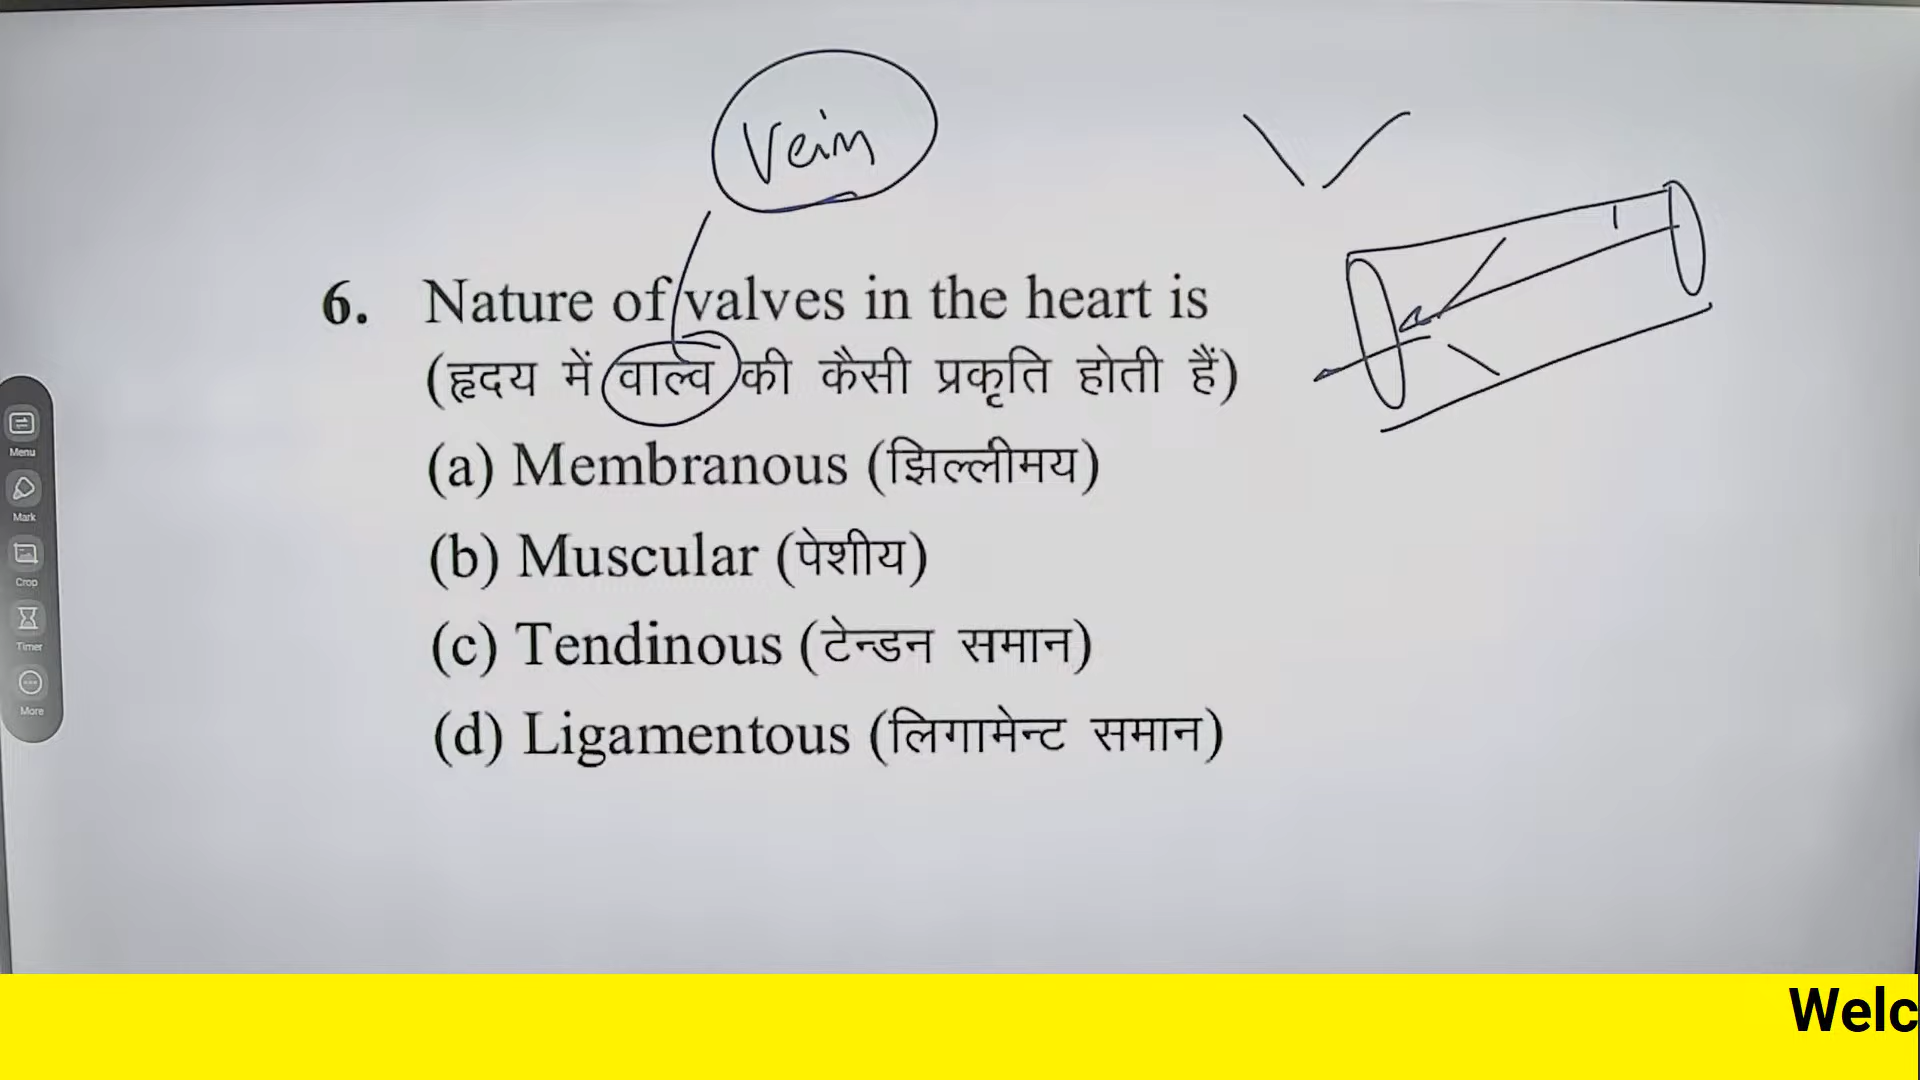 Vein
6. Nature of valves in the heart is
(हृदय में वाल्व की कैसी प्रकृति होती हैं)
(a) Membranous (झिल्लीमय)
(b) Muscular (पेशीय)
(c) Tendinous (टेन्डन समान)
(d) Ligamentous (लिगामेन्ट समान)
Menu
Mark
Crop
Timer
More
Welc